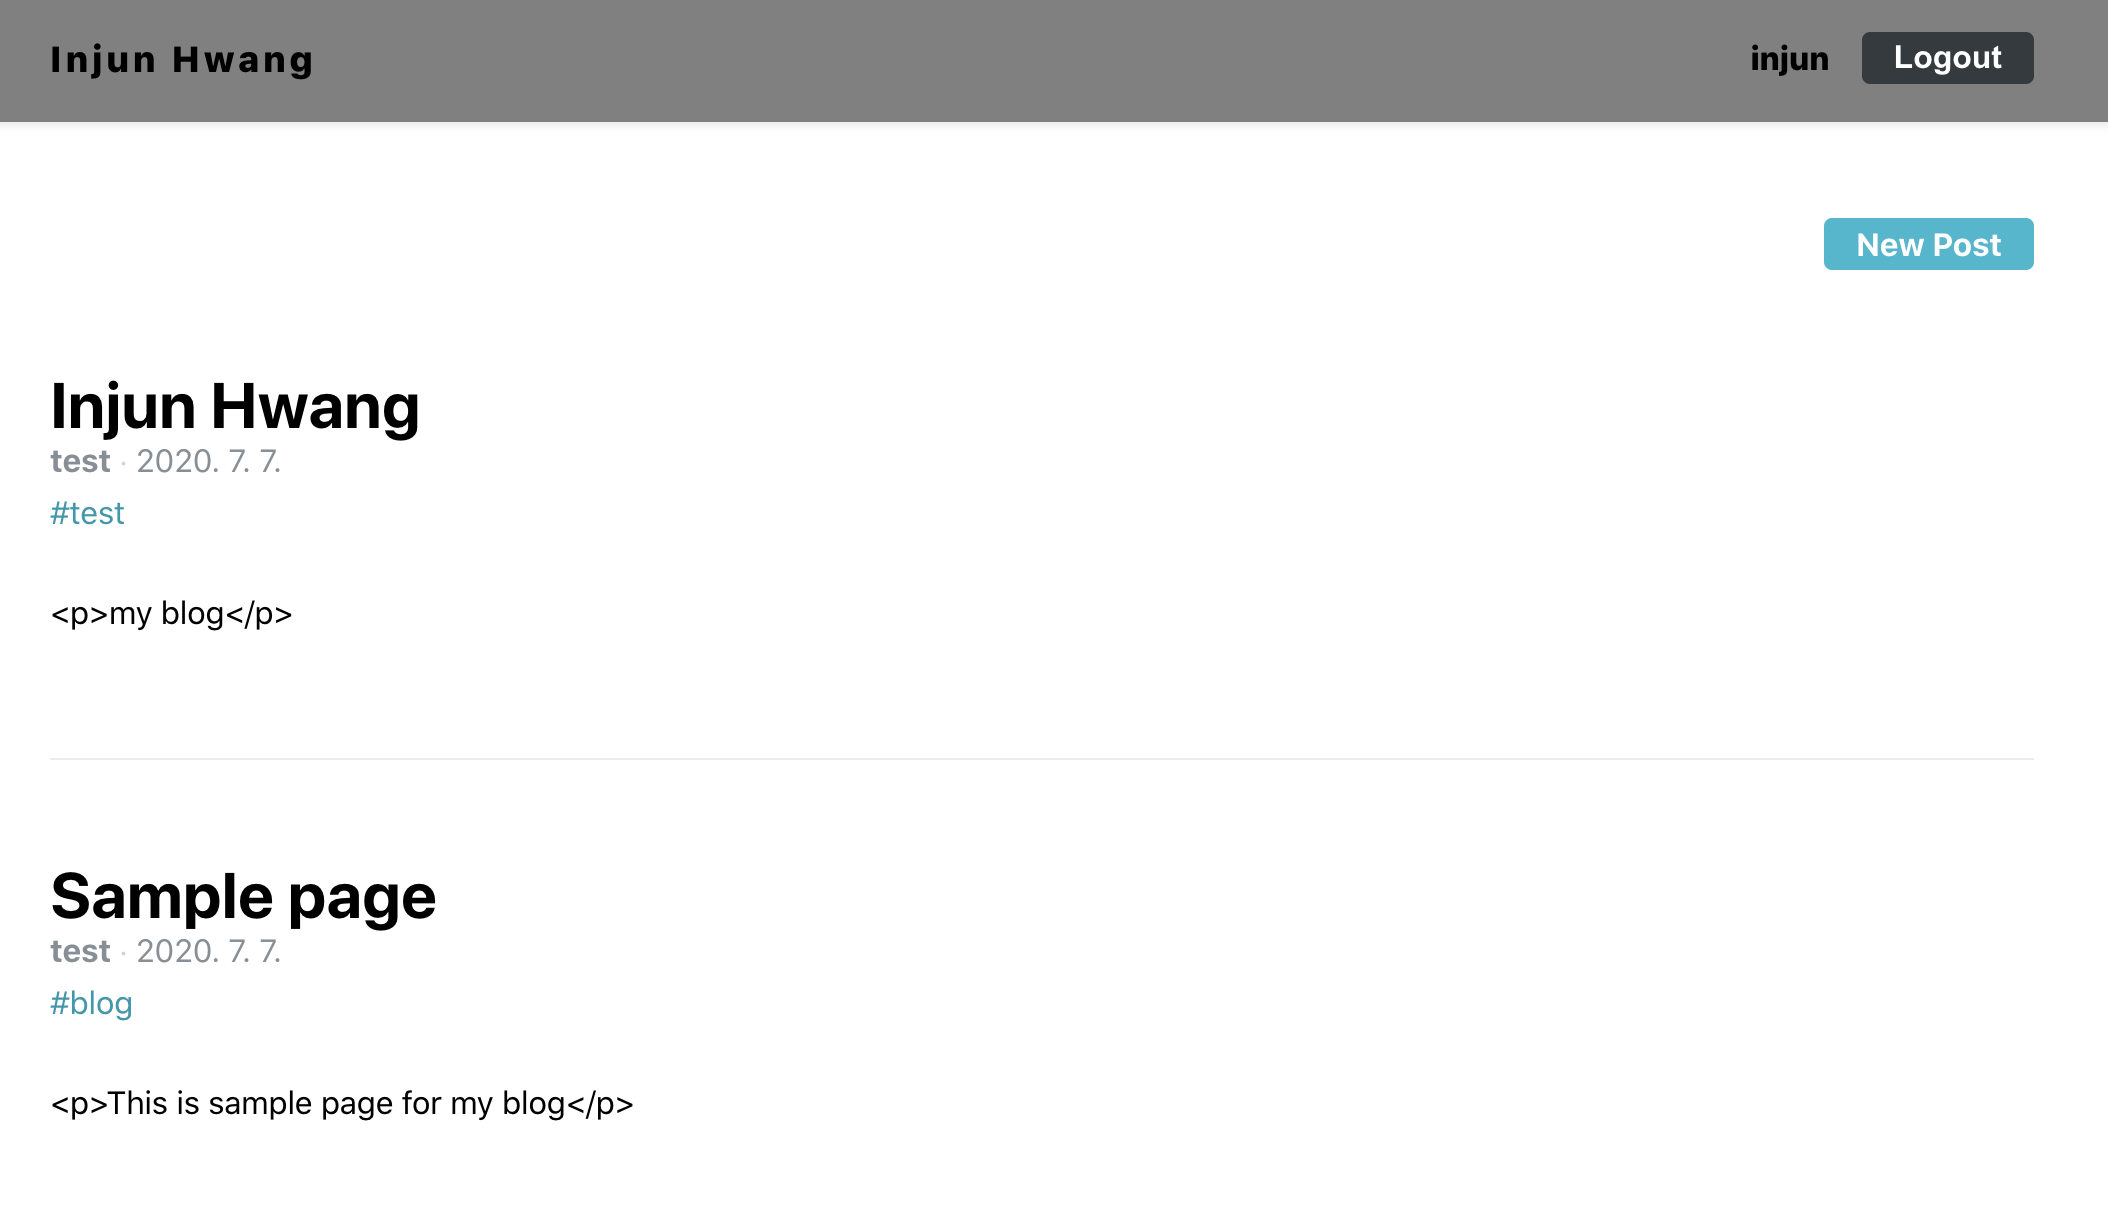 Injun Hwang
injun Logout
New Post
Injun Hwang
test · 2020. 7. 7.
#test
<p>my blog</p>
Sample page
test · 2020. 7. 7.
#blog
<p>This is sample page for my blog</p>